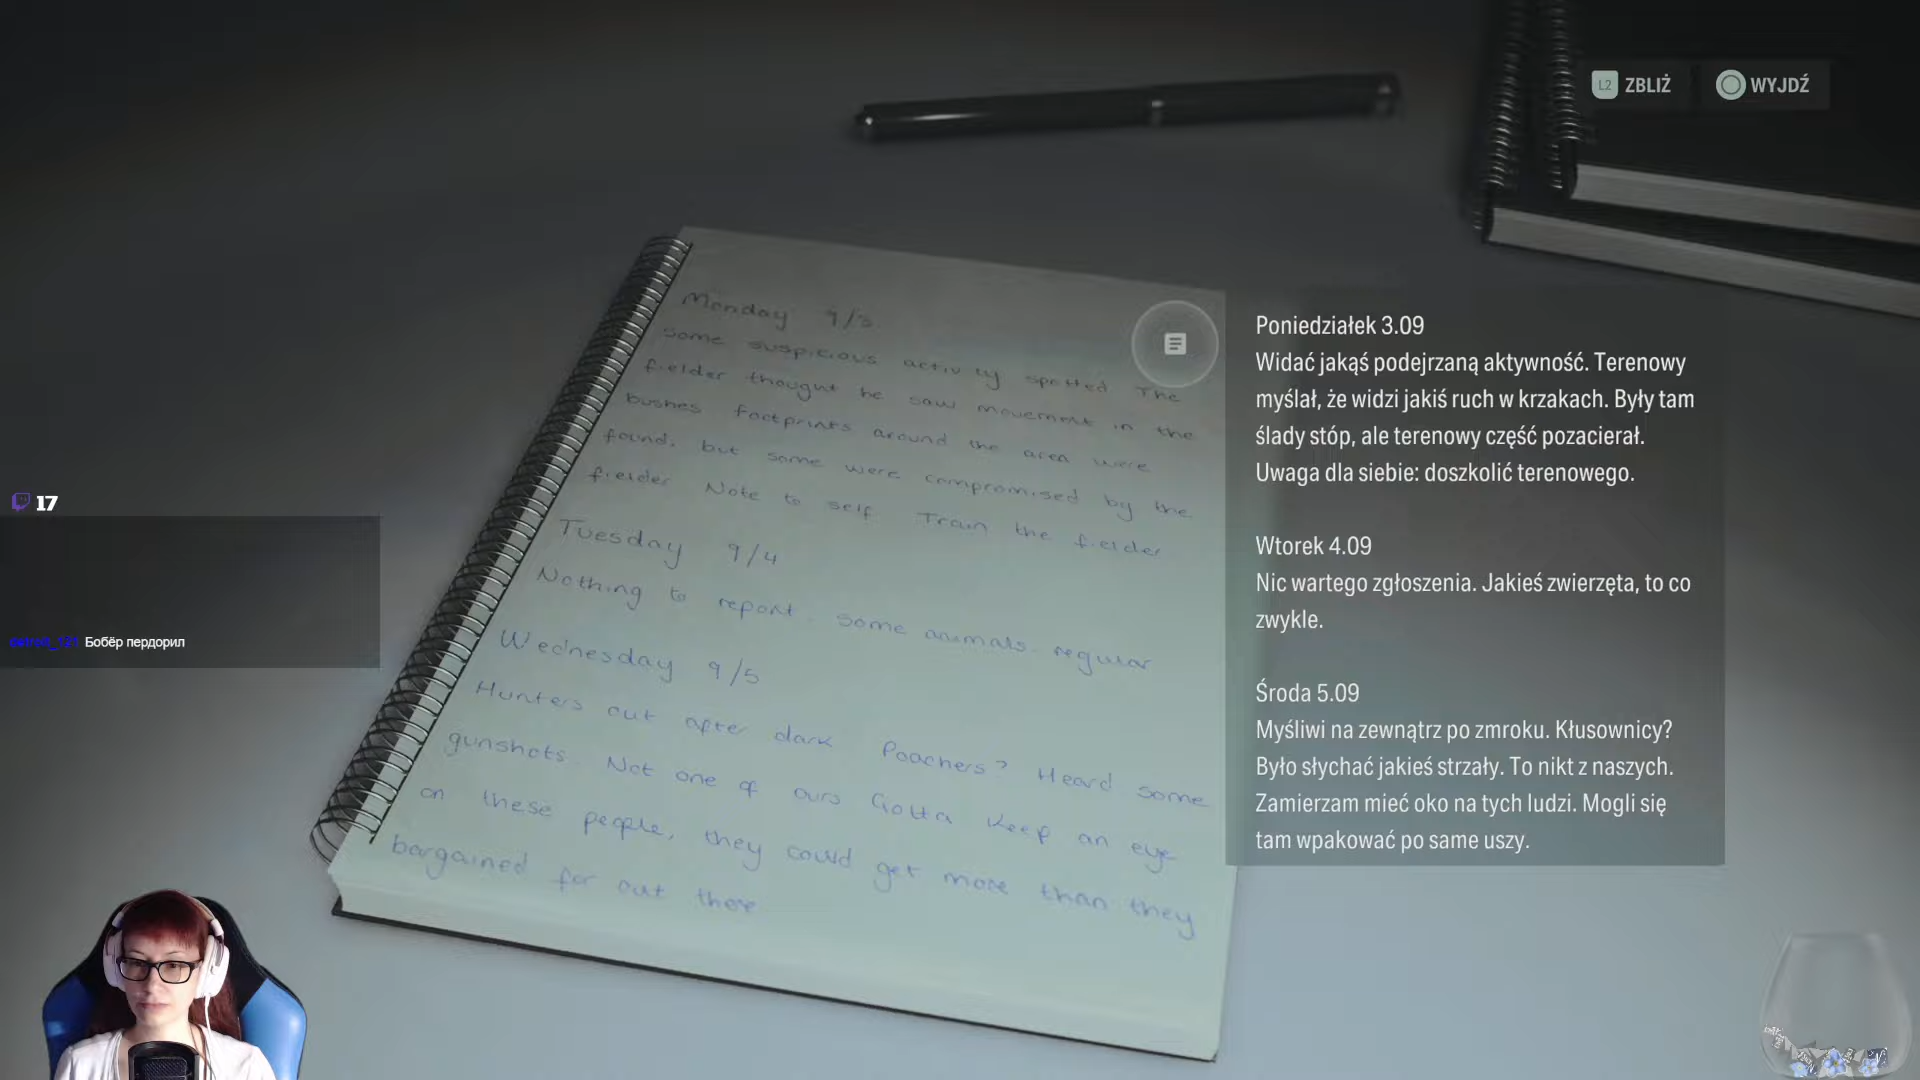 L2 ZBLIŻ
WYJDŹ
Monday 9/3
some suspicious activity spotted The
fielder thought he saw movement in the
bushes footprints around the area were
found, but some were compromised by the
fielder Note to self Train the fielder
Tuesday 9/4
Nothing to report. some animals. regular
Wednesday 9/5
Hunters out after dark Poachers? Heard some
gunshots. Not one of ours Gotta keep an eye
on these people, they could get more than they
bargained for out there
Poniedziałek 3.09
Widać jakąś podejrzaną aktywność. Terenowy
myślał, że widzi jakiś ruch w krzakach. Były tam
ślady stóp, ale terenowy część pozacierał.
Uwaga dla siebie: doszkolić terenowego.
Wtorek 4.09
Nic wartego zgłoszenia. Jakieś zwierzęta, to co
zwykle.
Środa 5.09
Myśliwi na zewnątrz po zmroku. Kłusownicy?
Było słychać jakieś strzały. To nikt z naszych.
Zamierzam mieć oko na tych ludzi. Mogli się
tam wpakować po same uszy.
17
Бобёр пердорил